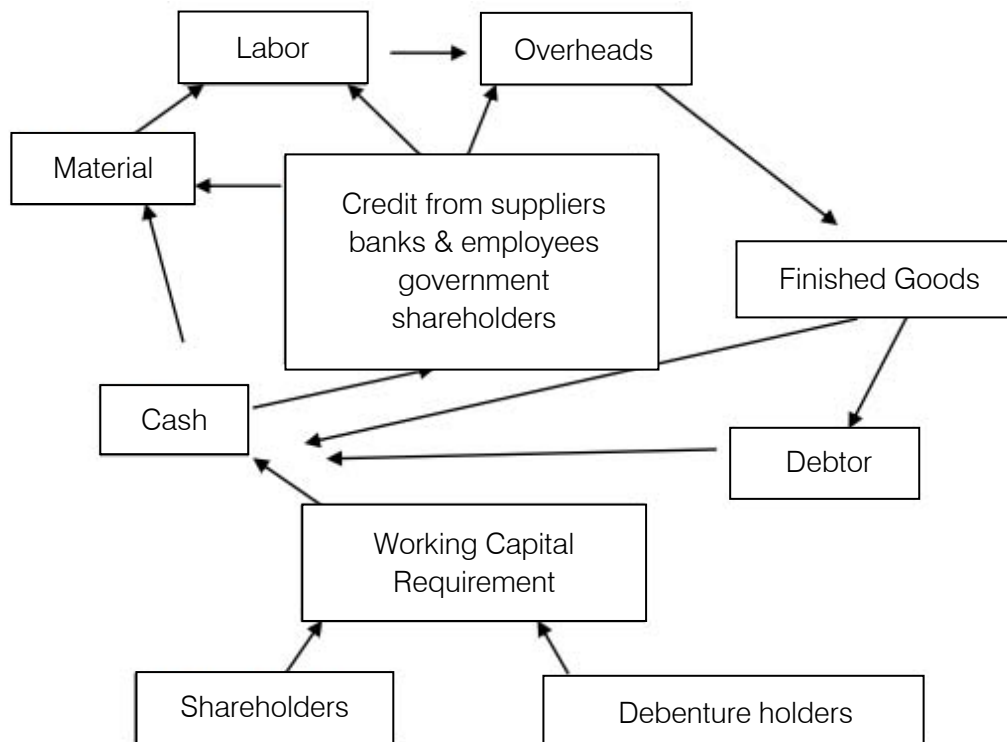 Labor
Overheads
Material
Credit from suppliers
banks & employees
government
shareholders
Finished Goods
Cash
Debtor
Working Capital
Requirement
Shareholders
Debenture holders